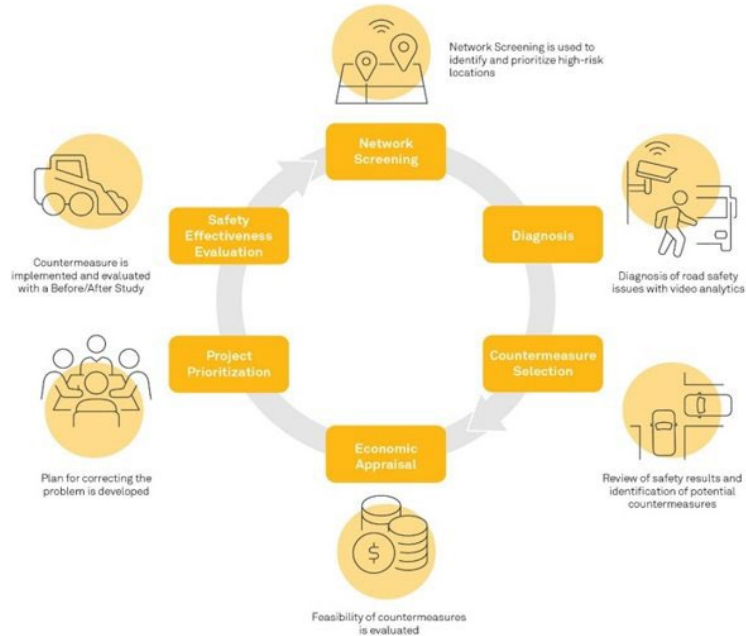 Network Screening is used to
identify and prioritize high-risk
locations
Network
Screening
Diagnosis
Diagnosis of road safety
issues with video analytics
Countermeasure
Selection
Review of safety results and
identification of potential
countermeasures
Economic
Appraisal
$
Feasibility of countermeasures
is evaluated
Project
Prioritization
Plan for correcting the
problem is developed
Safety
Effectiveness
Evaluation
Countermeasure is
implemented and evaluated
with a Before/After Study